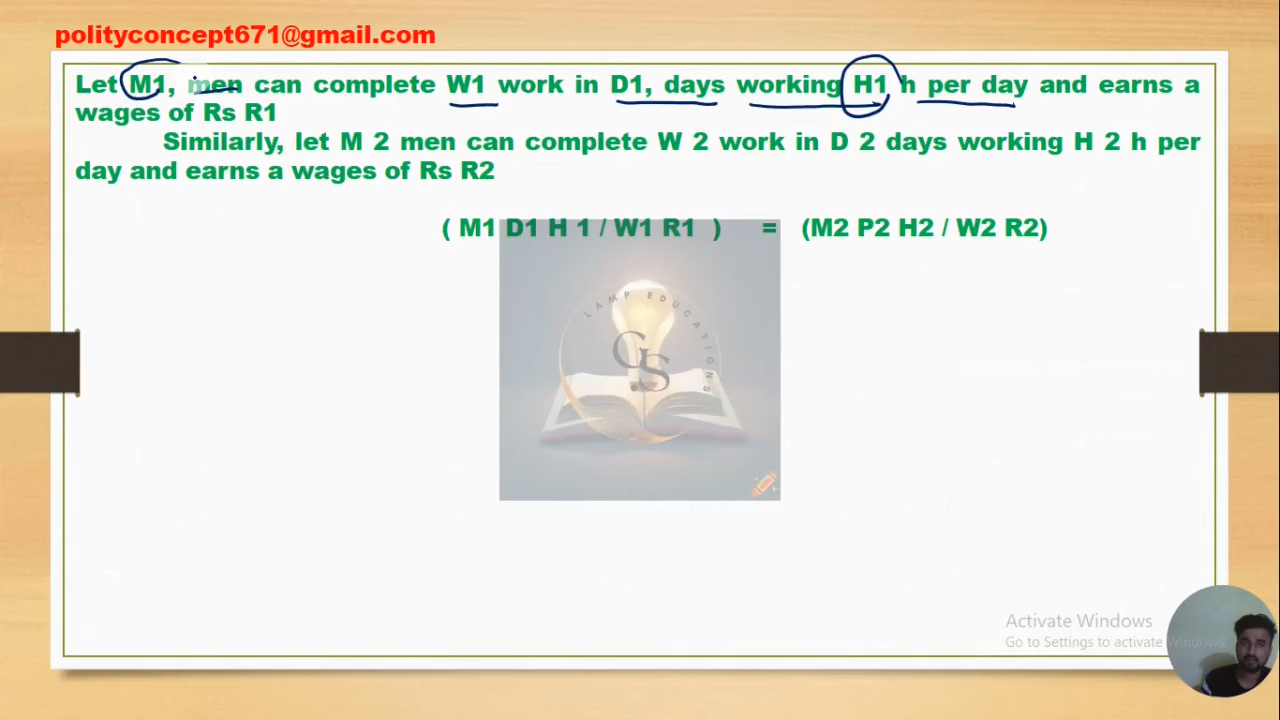 polityconcept671@gmail.com
Let M1, men can complete W1 work in D1, days working H1 h per day and earns a
wages of Rs R1
Similarly, let M 2 men can complete W 2 work in D 2 days working H 2 h per
day and earns a wages of Rs R2
( M1 D1 H 1 / W1 R1 ) = (M2 P2 H2 / W2 R2)
LAMP EDUCATIONS
GS
Activate Windows
Go to Settings to activate Windows.